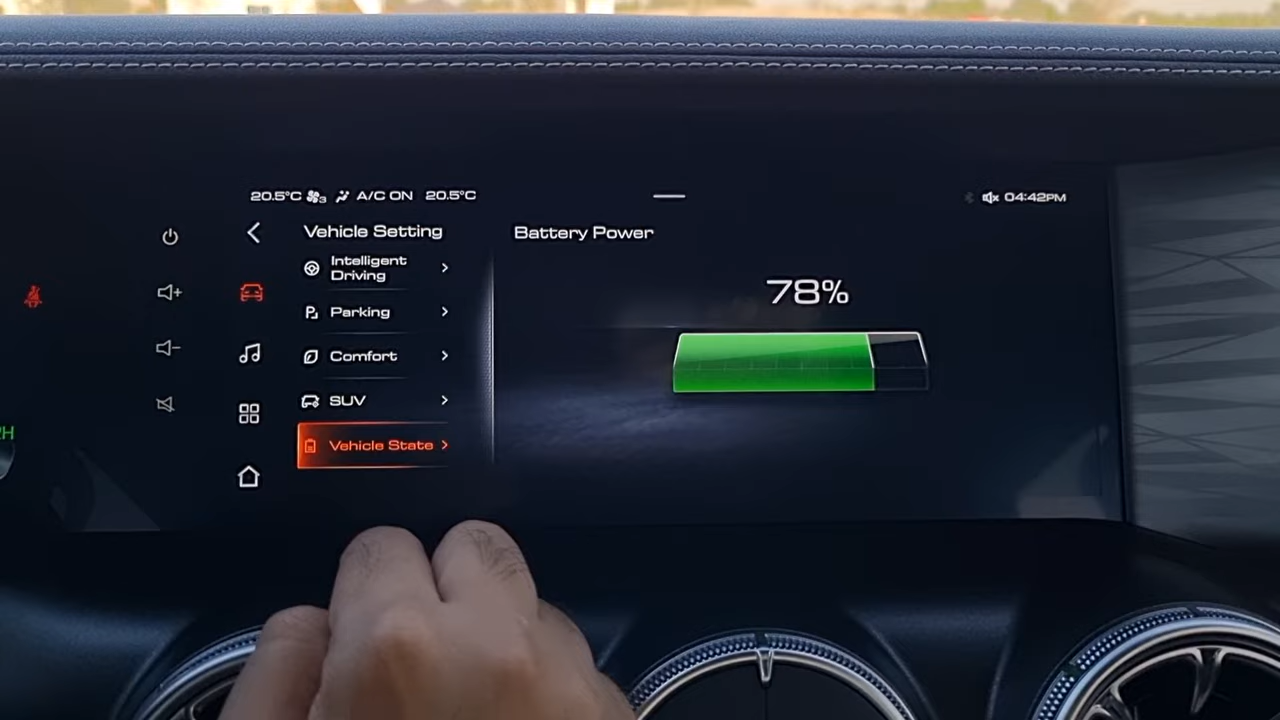 20.5°C 3 A/C ON 20.5°C
04:42PM
Vehicle Setting
Battery Power
Intelligent
Driving
Parking
Comfort
SUV
Vehicle State
78%
H